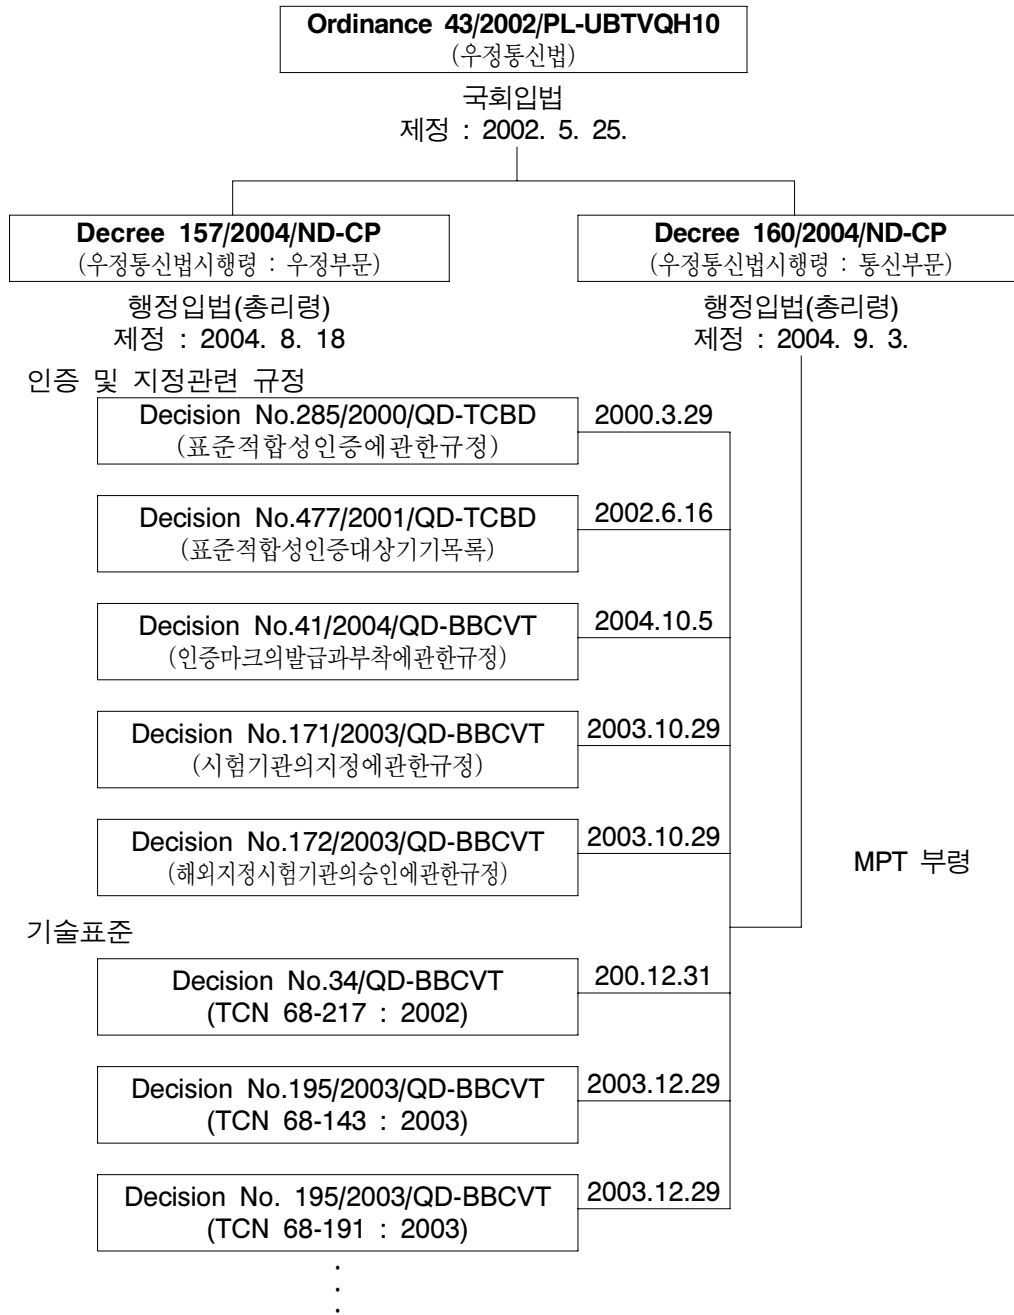 Ordinance 43/2002/PL-UBTVQH10
(우정통신법)
국회입법
제정 : 2002. 5. 25.
Decree 157/2004/ND-CP
(우정통신법시행령 : 우정부문)
행정입법(총리령)
제정 : 2004. 8. 18
Decree 160/2004/ND-CP
(우정통신법시행령 : 통신부문)
행정입법(총리령)
제정 : 2004. 9. 3.
인증 및 지정관련 규정
Decision No.285/2000/QD-TCBD
(표준적합성인증에관한규정)
2000.3.29
Decision No.477/2001/QD-TCBD
(표준적합성인증대상기기목록)
2002.6.16
Decision No.41/2004/QD-BBCVT
(인증마크의발급과부착에관한규정)
2004.10.5
Decision No.171/2003/QD-BBCVT
(시험기관의지정에관한규정)
2003.10.29
Decision No.172/2003/QD-BBCVT
(해외지정시험기관의승인에관한규정)
2003.10.29
MPT 부령
기술표준
Decision No.34/QD-BBCVT
(TCN 68-217 : 2002)
200.12.31
Decision No.195/2003/QD-BBCVT
(TCN 68-143 : 2003)
2003.12.29
Decision No. 195/2003/QD-BBCVT
(TCN 68-191 : 2003)
2003.12.29
.
.
.